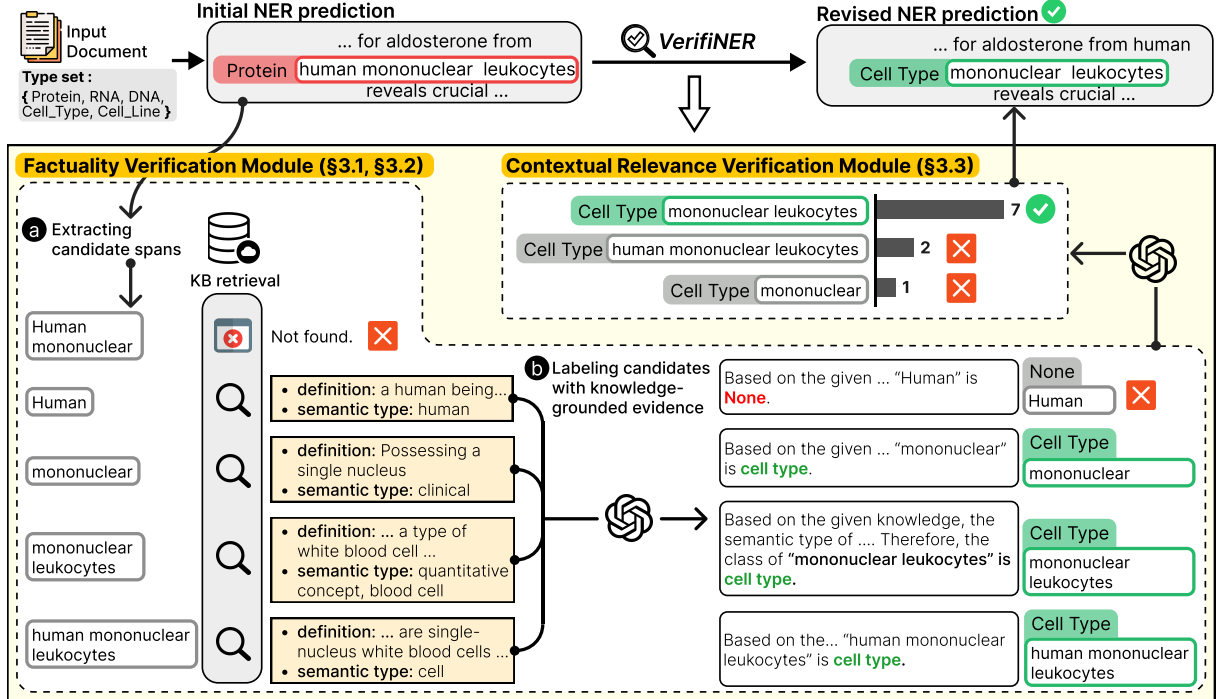 Input
Document
Type set :
{ Protein, RNA, DNA,
Cell_Type, Cell_Line }
Initial NER prediction
... for aldosterone from
Protein human mononuclear leukocytes
reveals crucial ...
VerifiNER
Revised NER prediction
... for aldosterone from human
Cell Type mononuclear leukocytes
reveals crucial ...
Factuality Verification Module (§3.1, §3.2)
a Extracting
candidate spans
KB retrieval
Human
mononuclear
Not found.
Human
• definition: a human being...
• semantic type: human
mononuclear
• definition: Possessing a
single nucleus
• semantic type: clinical
mononuclear
leukocytes
• definition: ... a type of
white blood cell ...
• semantic type: quantitative
concept, blood cell
human mononuclear
leukocytes
• definition: ... are single-
nucleus white blood cells ...
• semantic type: cell
Contextual Relevance Verification Module (§3.3)
Cell Type mononuclear leukocytes 7
Cell Type human mononuclear leukocytes 2
Cell Type mononuclear 1
b Labeling candidates
with knowledge-
grounded evidence
Based on the given ... “Human” is
None.
None
Human
Based on the given ... “mononuclear”
is cell type.
Cell Type
mononuclear
Based on the given knowledge, the
semantic type of .... Therefore, the
class of “mononuclear leukocytes” is
cell type.
Cell Type
mononuclear
leukocytes
Based on the... “human mononuclear
leukocytes” is cell type.
Cell Type
human mononuclear
leukocytes